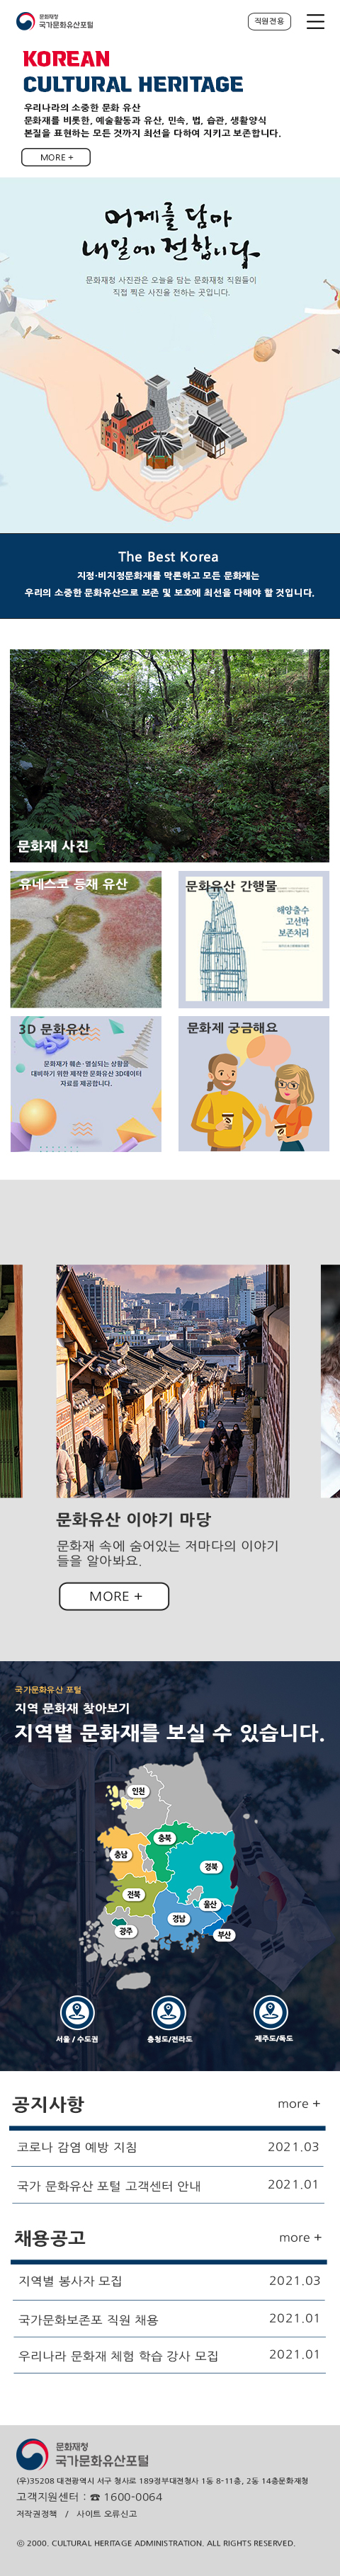 문화재청
국가문화유산포털
직원전용
KOREAN
CULTURAL HERITAGE
우리나라의 소중한 문화 유산
문화재를 비롯한, 예술활동과 유산, 민속, 법, 습관, 생활양식
본질을 표현하는 모든 것까지 최선을 다하여 지키고 보존합니다.
MORE +
어제를 담아
내일에 전합니다
문화재청 사진관은 오늘을 담는 문화재청 직원들이
직접 찍은 사진을 전하는 곳입니다.
The Best Korea
지정·비지정문화재를 막론하고 모든 문화재는
우리의 소중한 문화유산으로 보존 및 보호에 최선을 다해야 할 것입니다.
문화재 사진
유네스코 등재 유산
문화유산 간행물
해양출수
고선박
보존처리
3D 문화유산
문화재가 훼손·멸실되는 상황을
대비하기 위한 제작한 문화유산 3D데이터
자료를 제공합니다.
문화제 궁금해요
문화유산 이야기 마당
문화재 속에 숨어있는 저마다의 이야기
들을 알아봐요.
MORE +
국가문화유산 포털
지역 문화재 찾아보기
지역별 문화재를 보실 수 있습니다.
인천
충북
충남
경북
전북
울산
경남
광주
부산
서울 / 수도권
충청도/전라도
제주도/독도
공지사항
more +
코로나 감염 예방 지침
2021.03
국가 문화유산 포털 고객센터 안내
2021.01
채용공고
more +
지역별 봉사자 모집
2021.03
국가문화보존포 직원 채용
2021.01
우리나라 문화재 체험 학습 강사 모집
2021.01
문화재청
국가문화유산포털
(우)35208 대전광역시 서구 청사로 189정부대전청사 1동 8-11층, 2동 14층문화재청
고객지원센터 : ☎ 1600-0064
저작권정책 / 사이트 오류신고
ⓒ 2000. CULTURAL HERITAGE ADMINISTRATION. ALL RIGHTS RESERVED.